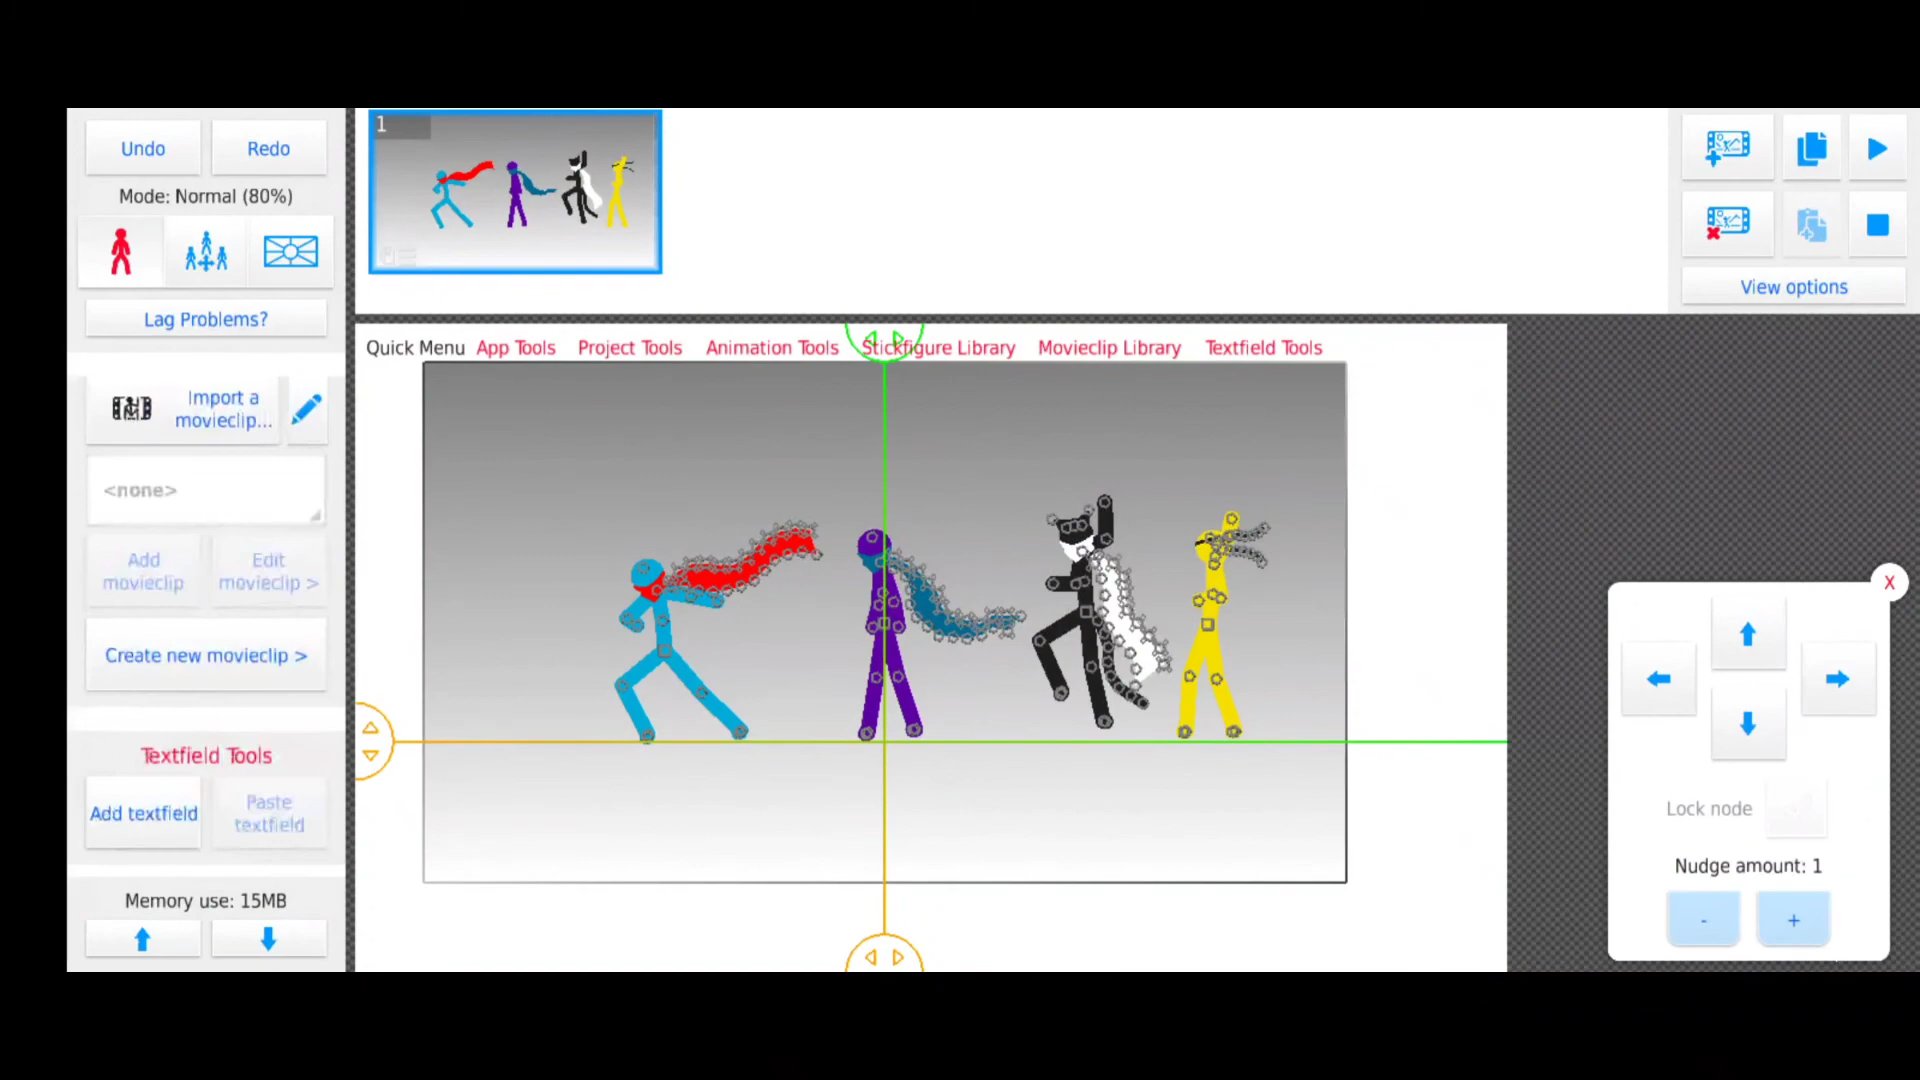 Undo
Redo
Mode: Normal (80%)
Lag Problems?
Import a
movieclip...
<none>
Add
movieclip
Edit
movieclip >
Create new movieclip >
Textfield Tools
Add textfield
Paste
textfield
Memory use: 15MB
1
View options
Quick Menu App Tools Project Tools Animation Tools Stickfigure Library Movieclip Library Textfield Tools
X
Lock node
Nudge amount: 1
- +